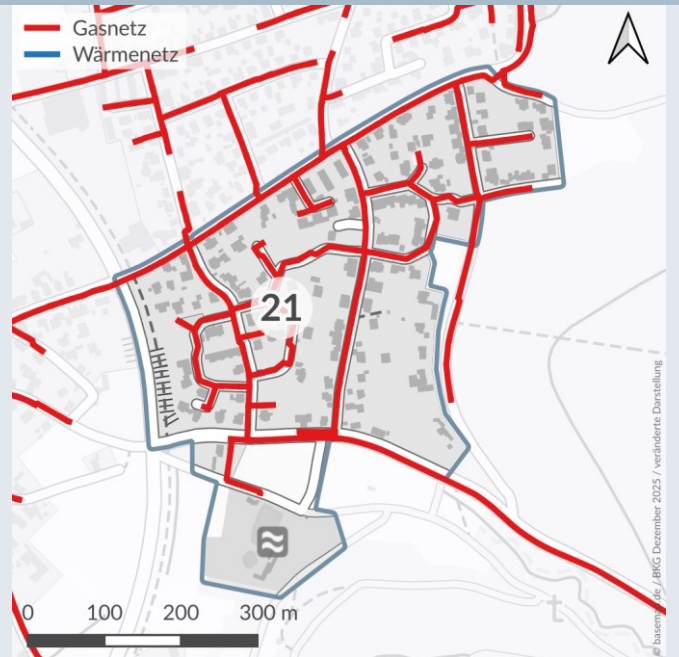 Gasnetz
Wärmenetz
21
0 100 200 300 m
© basemap.de / BKG Dezember 2025 / veränderte Darstellung
t